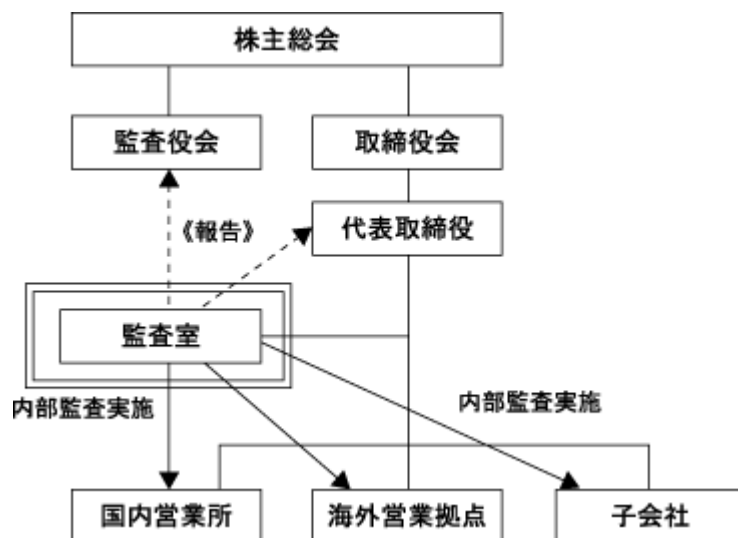 株主総会
監査役会
取締役会
《報告》
代表取締役
監査室
内部監査実施
内部監査実施
国内営業所
海外営業拠点
子会社